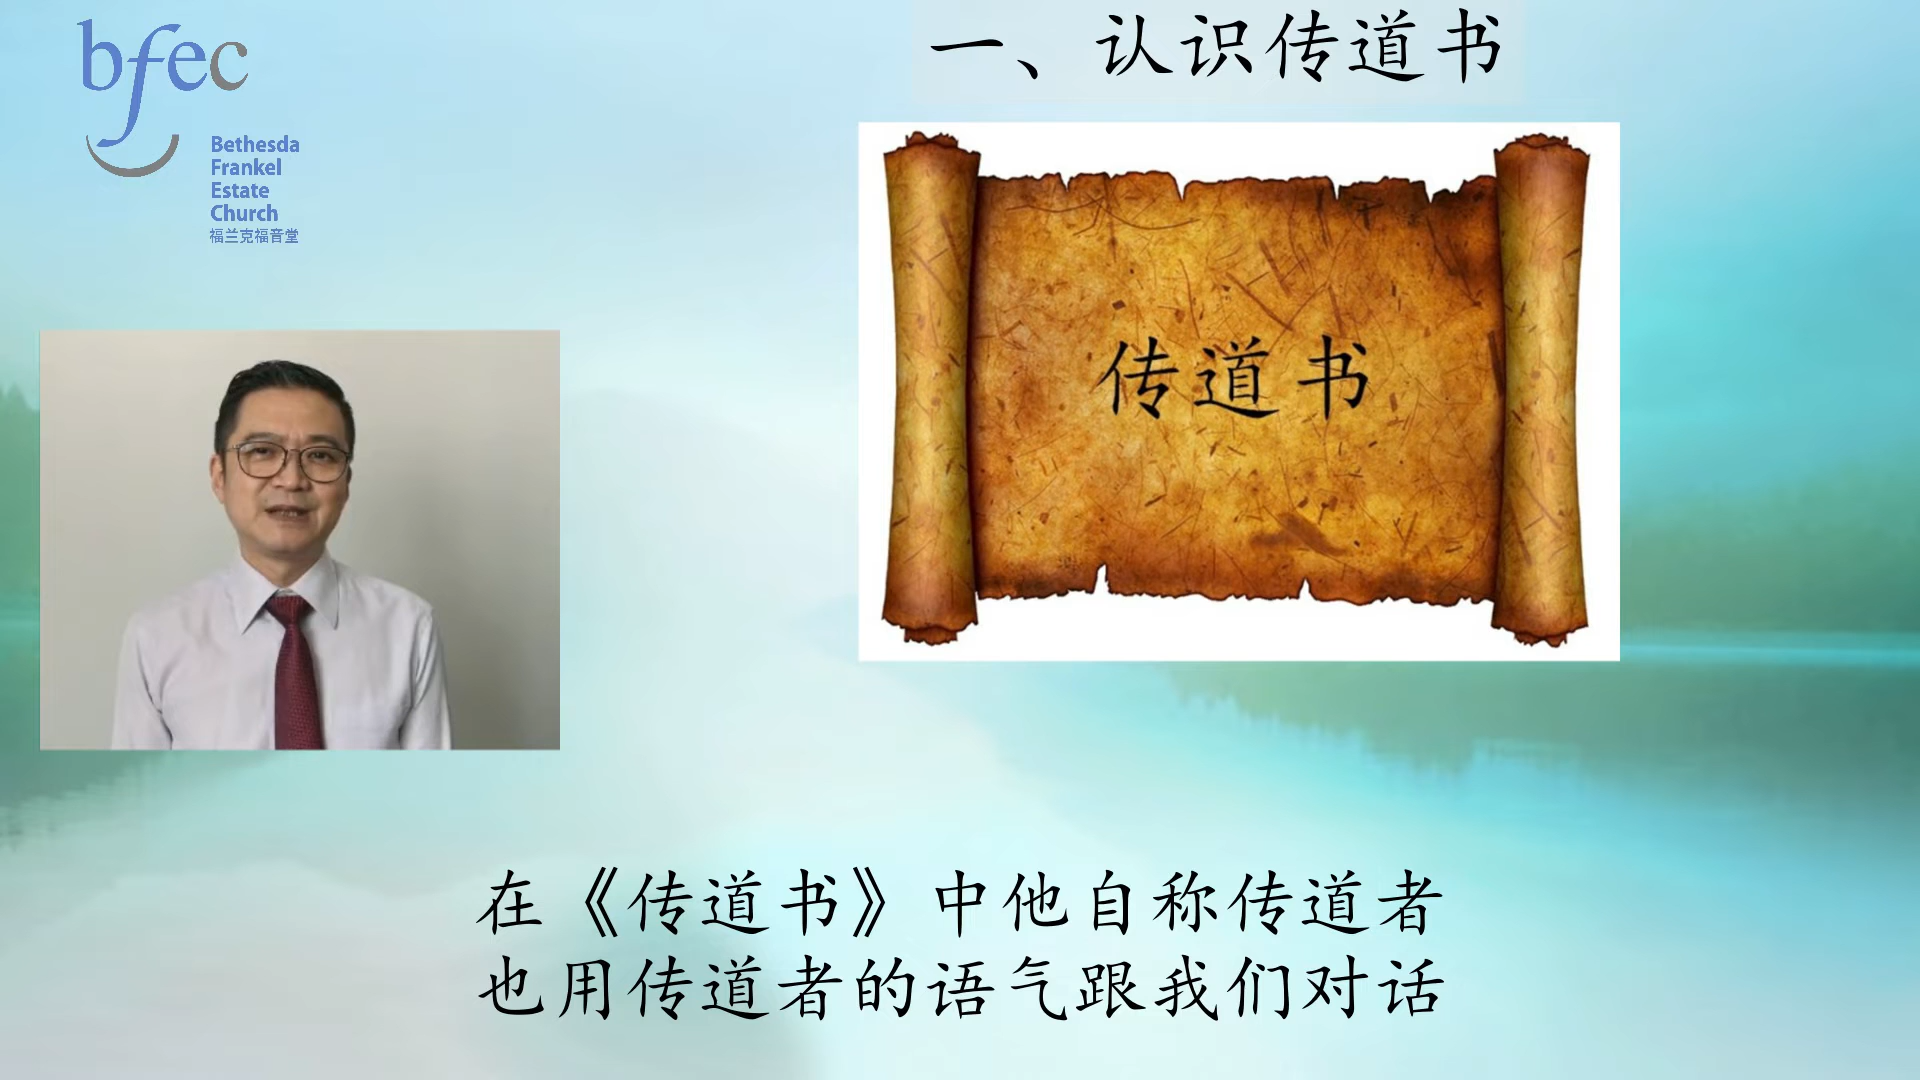 bfec
Bethesda
Frankel
Estate
Church
福兰克福音堂
一、认识传道书
传道书
在《传道书》中他自称传道者
也用传道者的语气跟我们对话